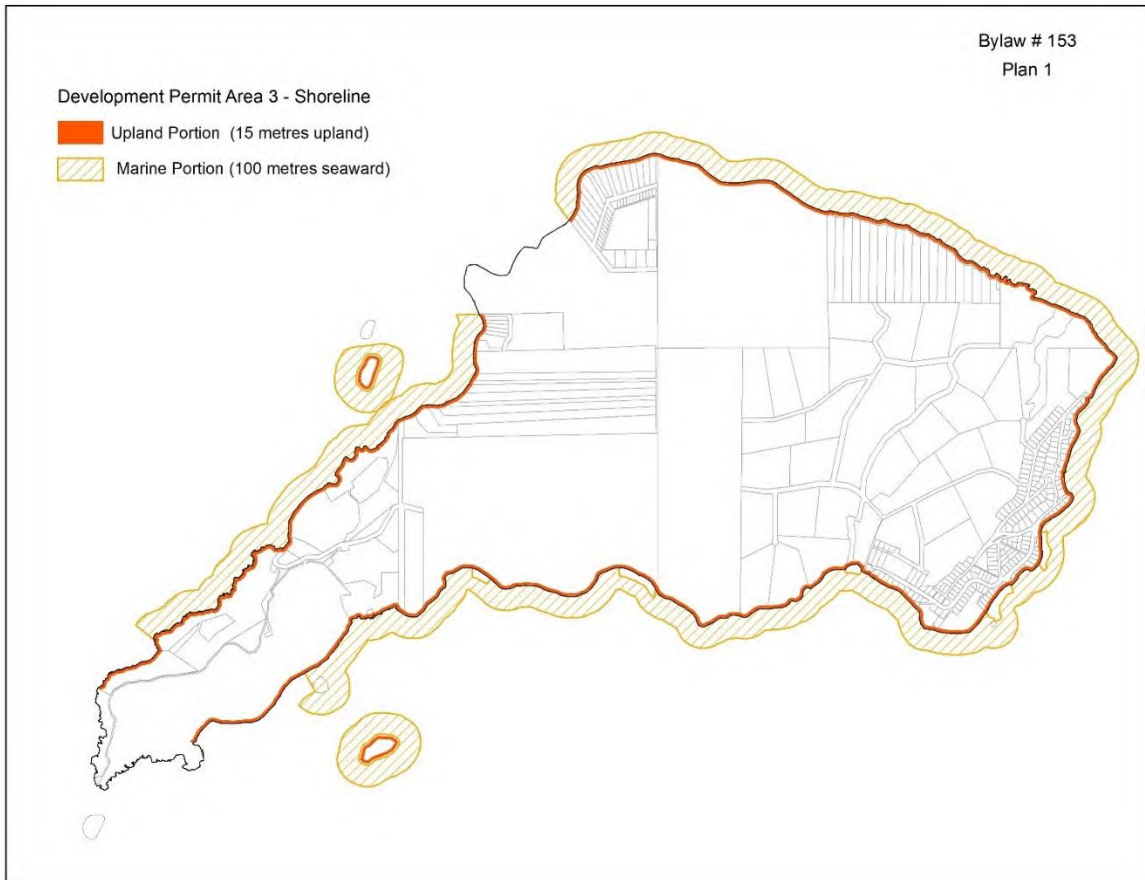 Bylaw # 153
Plan 1
Development Permit Area 3 - Shoreline
Upland Portion (15 metres upland)
Marine Portion (100 metres seaward)